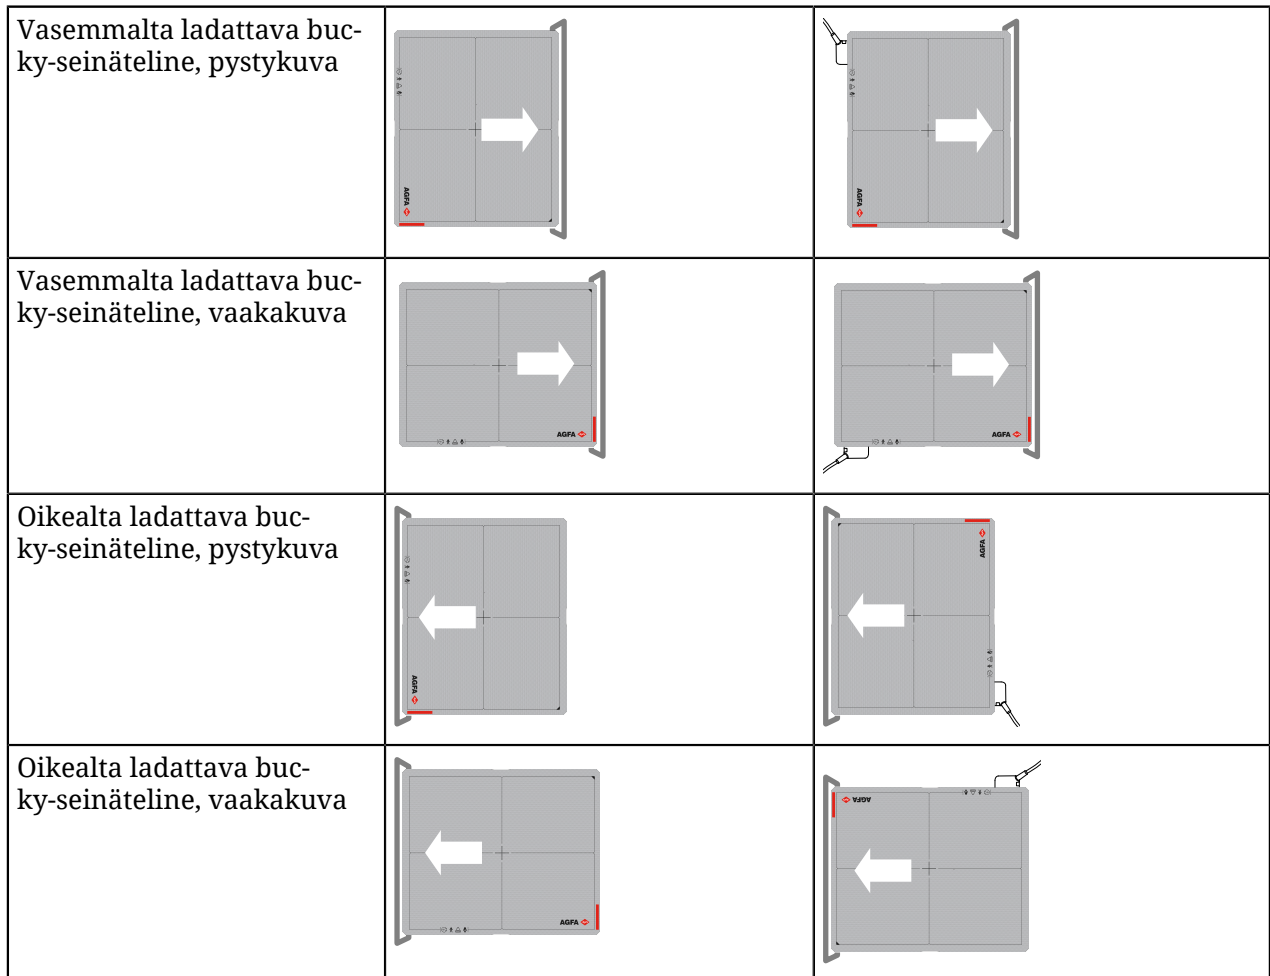 Vasemmalta ladattava buc-
ky-seinäteline, pystykuva
AGFA
AGFA
Vasemmalta ladattava buc-
ky-seinäteline, vaakakuva
AGFA
AGFA
Oikealta ladattava buc-
ky-seinäteline, pystykuva
AGFA
AGFA
Oikealta ladattava buc-
ky-seinäteline, vaakakuva
AGFA
AGFA